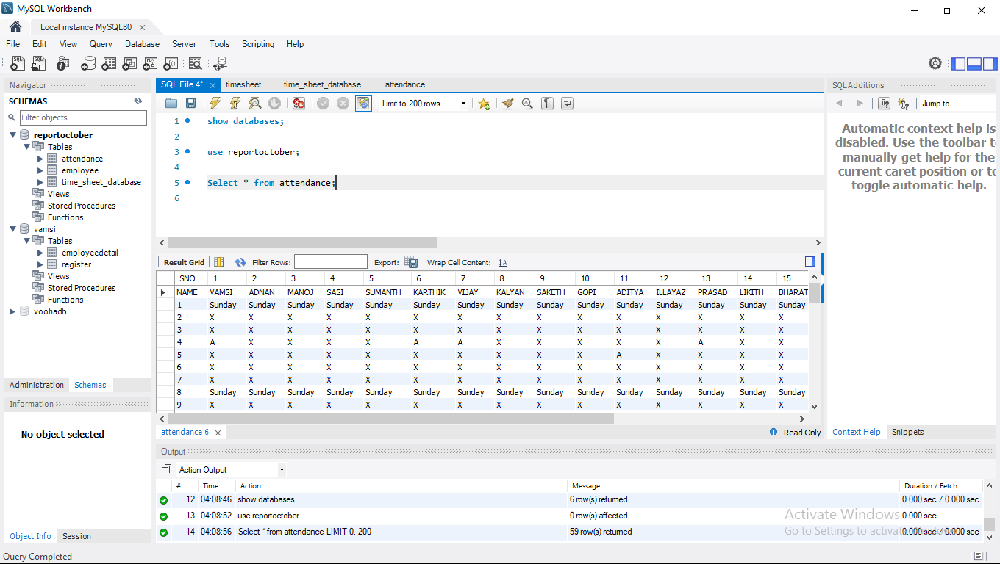 MySQL Workbench
Local instance MySQL80
File Edit View Query Database Server Tools Scripting Help
Navigator
SCHEMAS
Filter objects
reportoctober
Tables
attendance
employee
time_sheet_database
Views
Stored Procedures
Functions
vamsi
Tables
employeedetail
register
Views
Stored Procedures
Functions
voohadb
Administration Schemas
Information
No object selected
Object Info Session
SQL File 4* timesheet time_sheet_database attendance
Limit to 200 rows
1 show databases;
2
3 use reportoctober;
4
5 Select * from attendance;
6
Result Grid Filter Rows: Export: Wrap Cell Content:
SNO 1 2 3 4 5 6 7 8 9 10 11 12 13 14 15
NAME VAMSI ADNAN MANOJ SASI SUMANTH KARTHIK VIJAY KALYAN SAKETH GOPI ADITYA ILLAYAZ PRASAD LIKITH BHARAT
1 Sunday Sunday Sunday Sunday Sunday Sunday Sunday Sunday Sunday Sunday Sunday Sunday Sunday Sunday Sunday
2 X X X X X X X X X X X X X X X
3 X X X X X X X X X X X X X X X
4 A X X X X A A X X X X X A X X
5 X X X X X X X X X X A X X X X
6 X X X X X X X X X X X X X X X
7 X X X X X X X X X X X X X X X
8 Sunday Sunday Sunday Sunday Sunday Sunday Sunday Sunday Sunday Sunday Sunday Sunday Sunday Sunday Sunday
9 X X X X X X X X X X X X X X X
attendance 6 Read Only
Output
Action Output
# Time Action Message Duration / Fetch
12 04:08:46 show databases 6 row(s) returned 0.000 sec / 0.000 sec
13 04:08:52 use reportoctober 0 row(s) affected 0.000 sec
14 04:08:56 Select * from attendance LIMIT 0, 200 59 row(s) returned 0.000 sec / 0.000 sec
SQLAdditions
Jump to
Automatic context help is
disabled. Use the toolbar t
manually get help for the
current caret position or to
toggle automatic help.
Context Help Snippets
Activate Windows
Go to Settings to activate Windows.
Query Completed